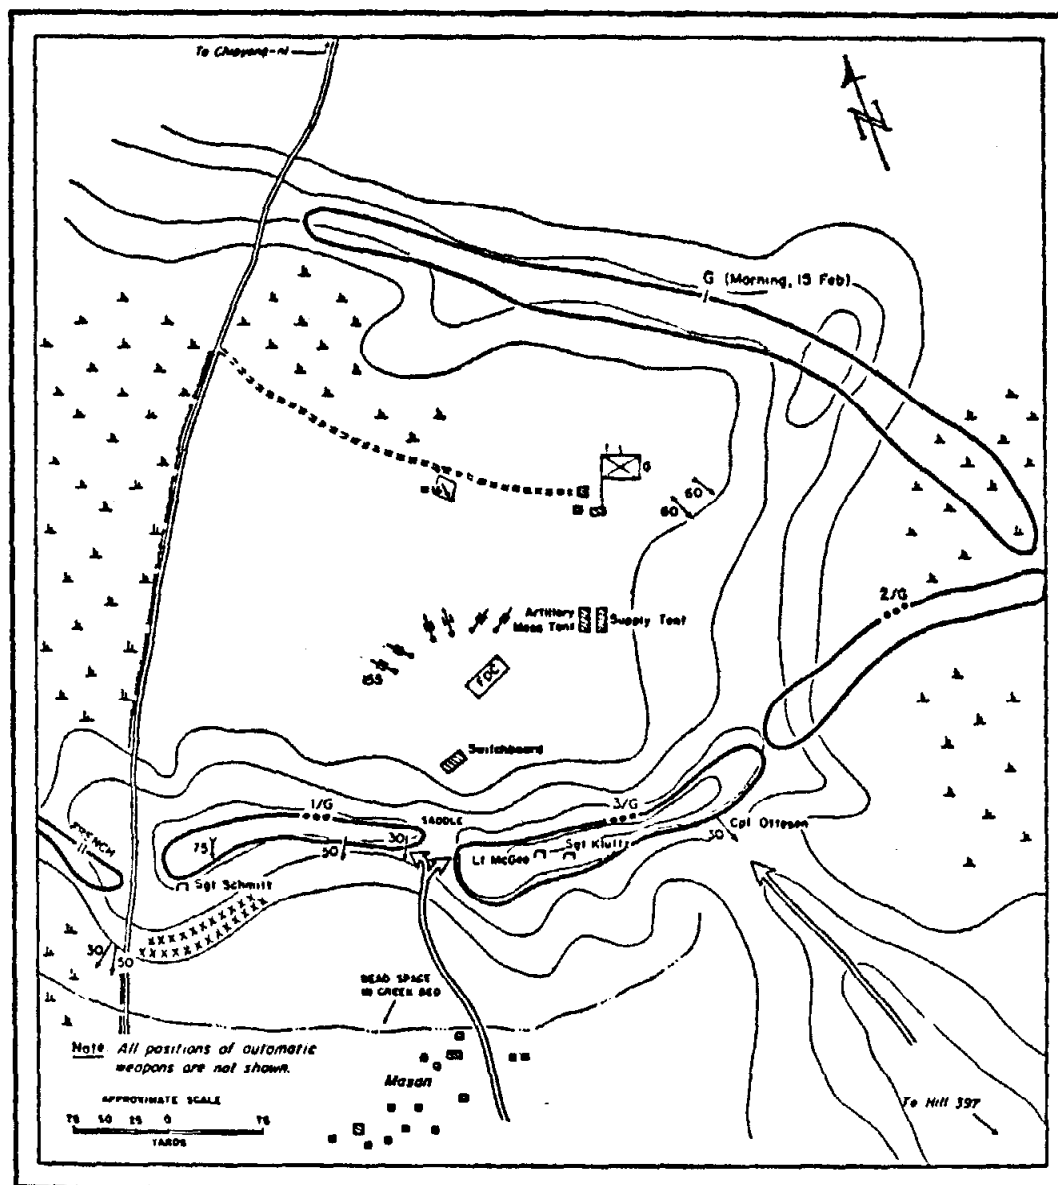 To Chipyong-ni
N
G (Morning, 15 Feb)
G
60
60
2/G
Artillery
Mess Tent
Supply Tent
155
FDC
Switchboard
1/G
SADDLE
3/G
FRENCH
75
50
30
Lt McGee
Sgt Kluttz
30
Cpl Ottesen
Sgt Schmitt
XXXXXXXXXX
XXXXXXXXXX
30
50
DEAD SPACE
IN CREEK BED
Note: All positions of automatic
weapons are not shown.
Masan
APPROXIMATE SCALE
75 50 25 0 75
YARDS
To Hill 397